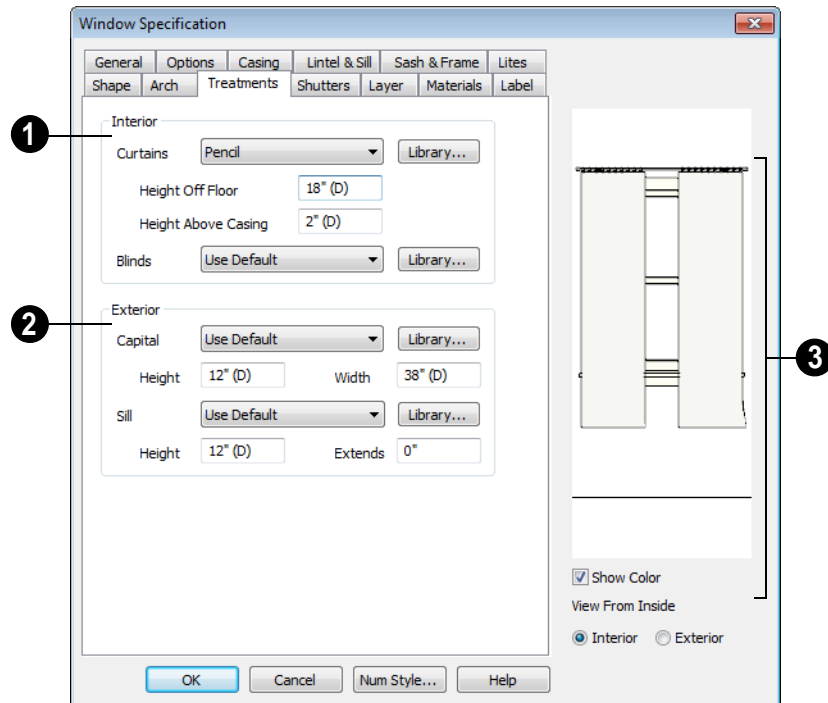 Window Specification
General Options Casing Lintel & Sill Sash & Frame Lites
Shape Arch Treatments Shutters Layer Materials Label
1
Interior
Curtains Pencil Library...
Height Off Floor 18" (D)
Height Above Casing 2" (D)
Blinds Use Default Library...
2
Exterior
Capital Use Default Library...
Height 12" (D) Width 38" (D)
Sill Use Default Library...
Height 12" (D) Extends 0"
3
Show Color
View From Inside
Interior Exterior
OK Cancel Num Style... Help